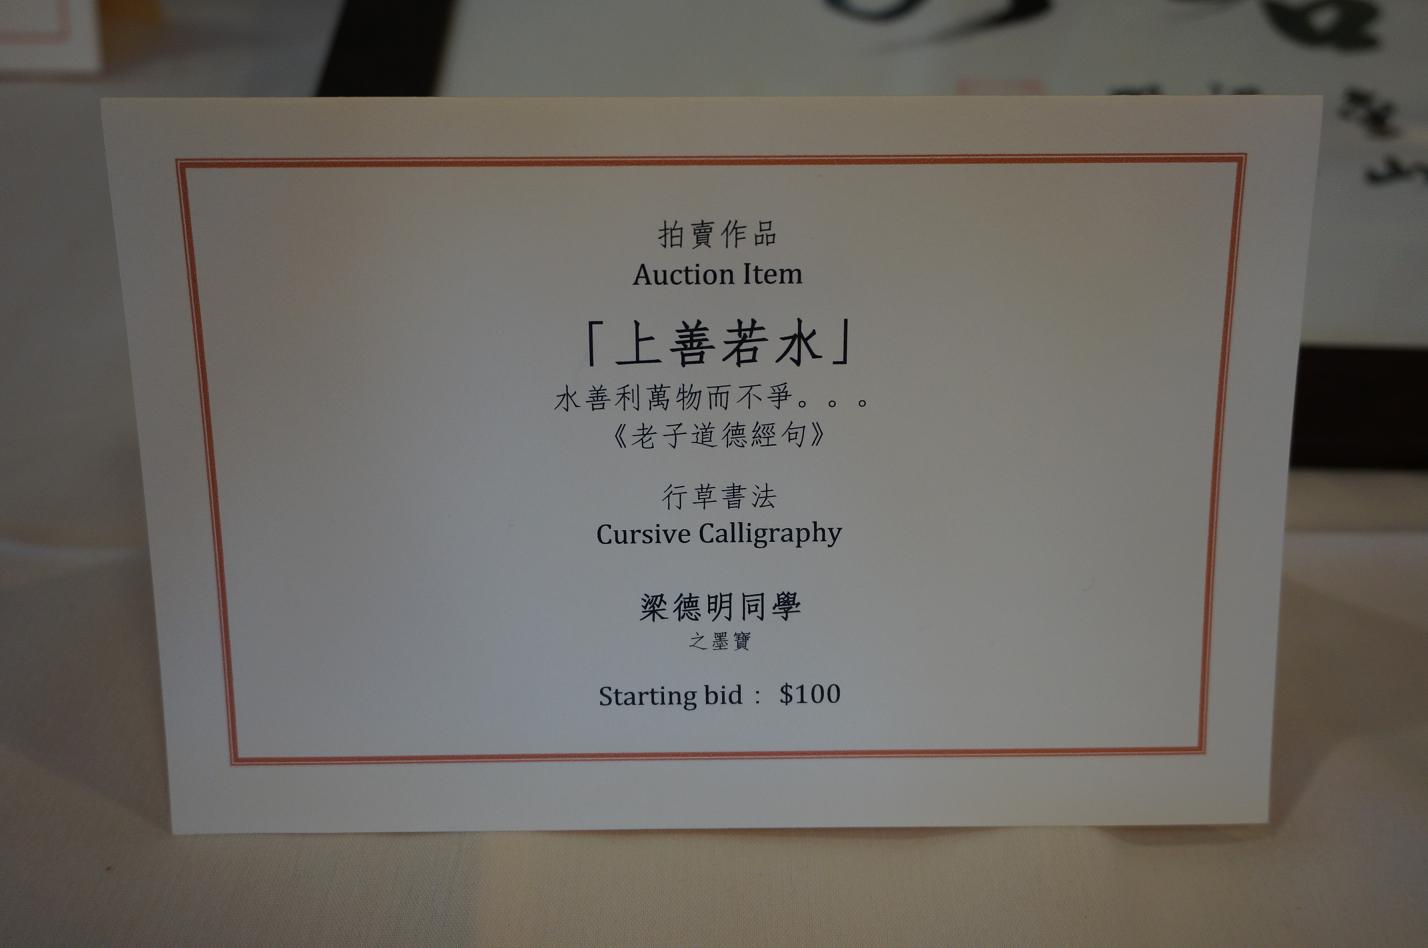 拍賣作品
Auction Item
「上善若水」
水善利萬物而不爭。。。
《老子道德經句》
行草書法
Cursive Calligraphy
梁德明同學
之墨寶
Starting bid： $100